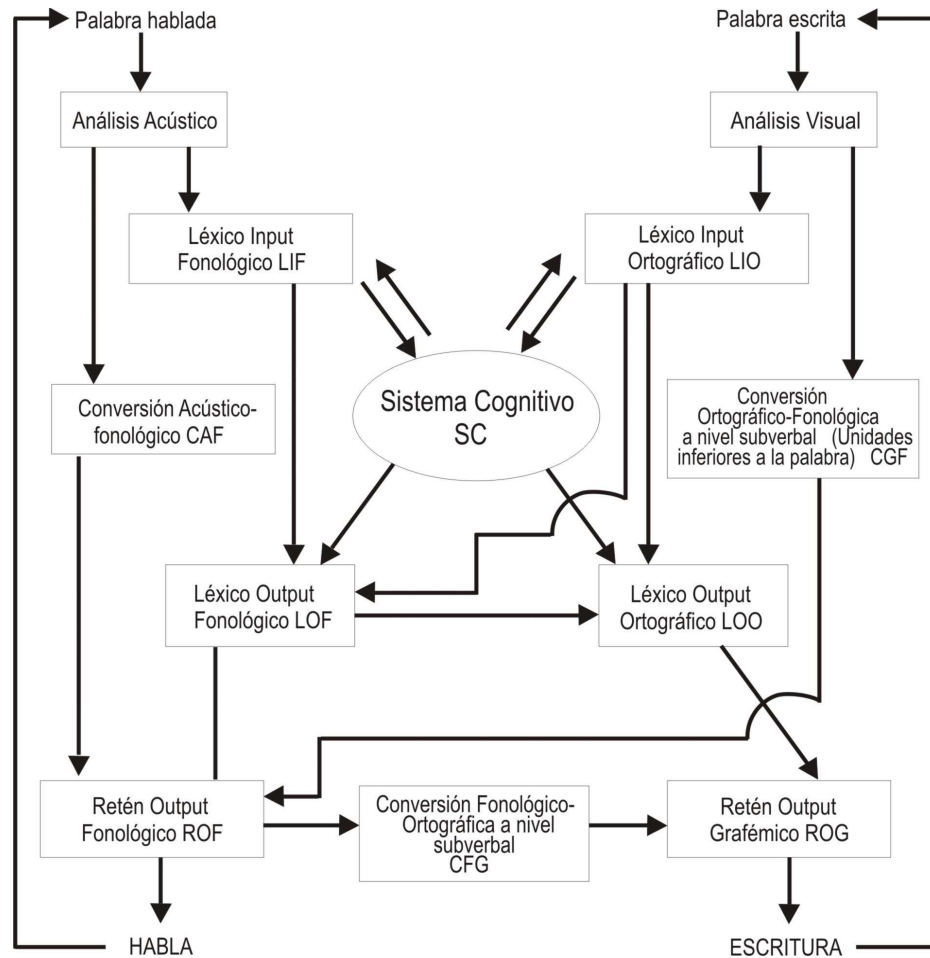 Palabra hablada
Palabra escrita
Análisis Acústico
Análisis Visual
Léxico Input
Fonológico LIF
Léxico Input
Ortográfico LIO
Sistema Cognitivo
SC
Conversión Acústico-
fonológico CAF
Conversión
Ortográfico-Fonológica
a nivel subverbal (Unidades
inferiores a la palabra) CGF
Léxico Output
Fonológico LOF
Léxico Output
Ortográfico LOO
Retén Output
Fonológico ROF
Conversión Fonológico-
Ortográfica a nivel
subverbal
CFG
Retén Output
Grafémico ROG
HABLA
ESCRITURA